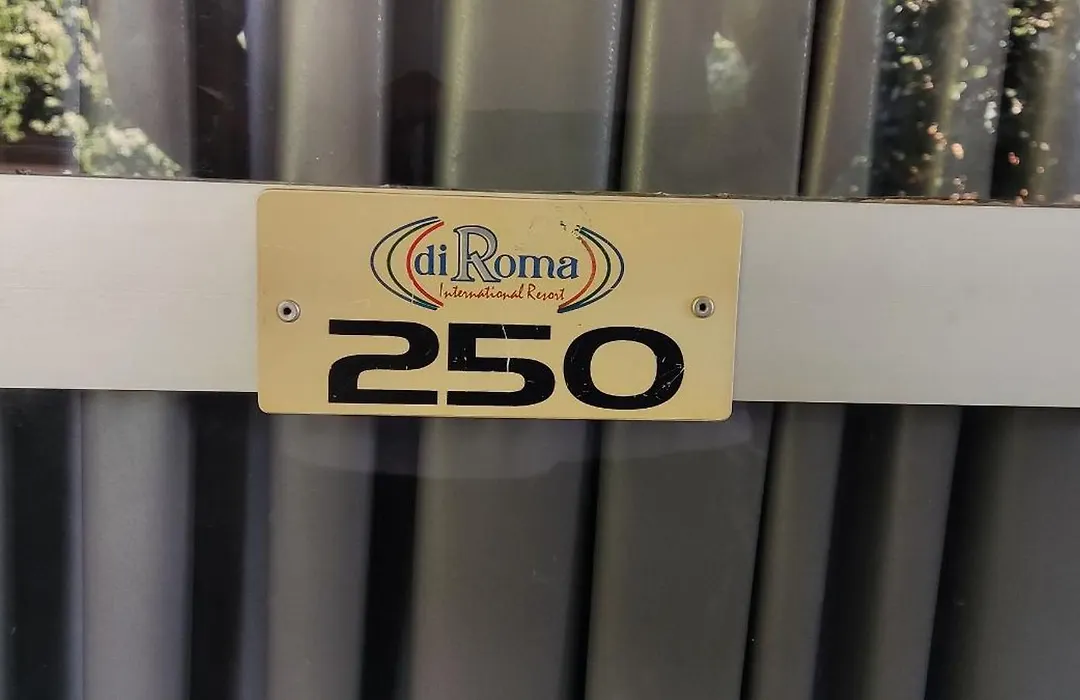 di Roma
International Resort
250